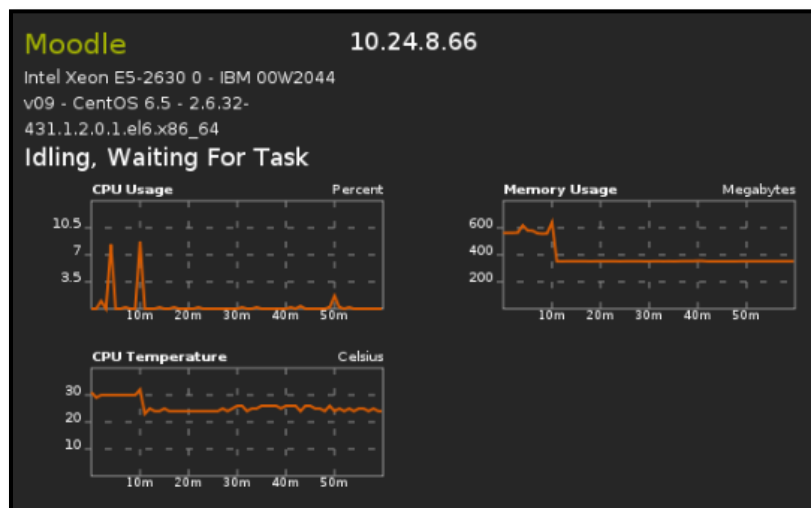 Moodle 10.24.8.66
Intel Xeon E5-2630 0 - IBM 00W2044
v09 - CentOS 6.5 - 2.6.32-
431.1.2.0.1.el6.x86_64
Idling, Waiting For Task
CPU Usage Percent
10.5
7
3.5
10m 20m 30m 40m 50m
Memory Usage Megabytes
600
400
200
10m 20m 30m 40m 50m
CPU Temperature Celsius
30
20
10
10m 20m 30m 40m 50m